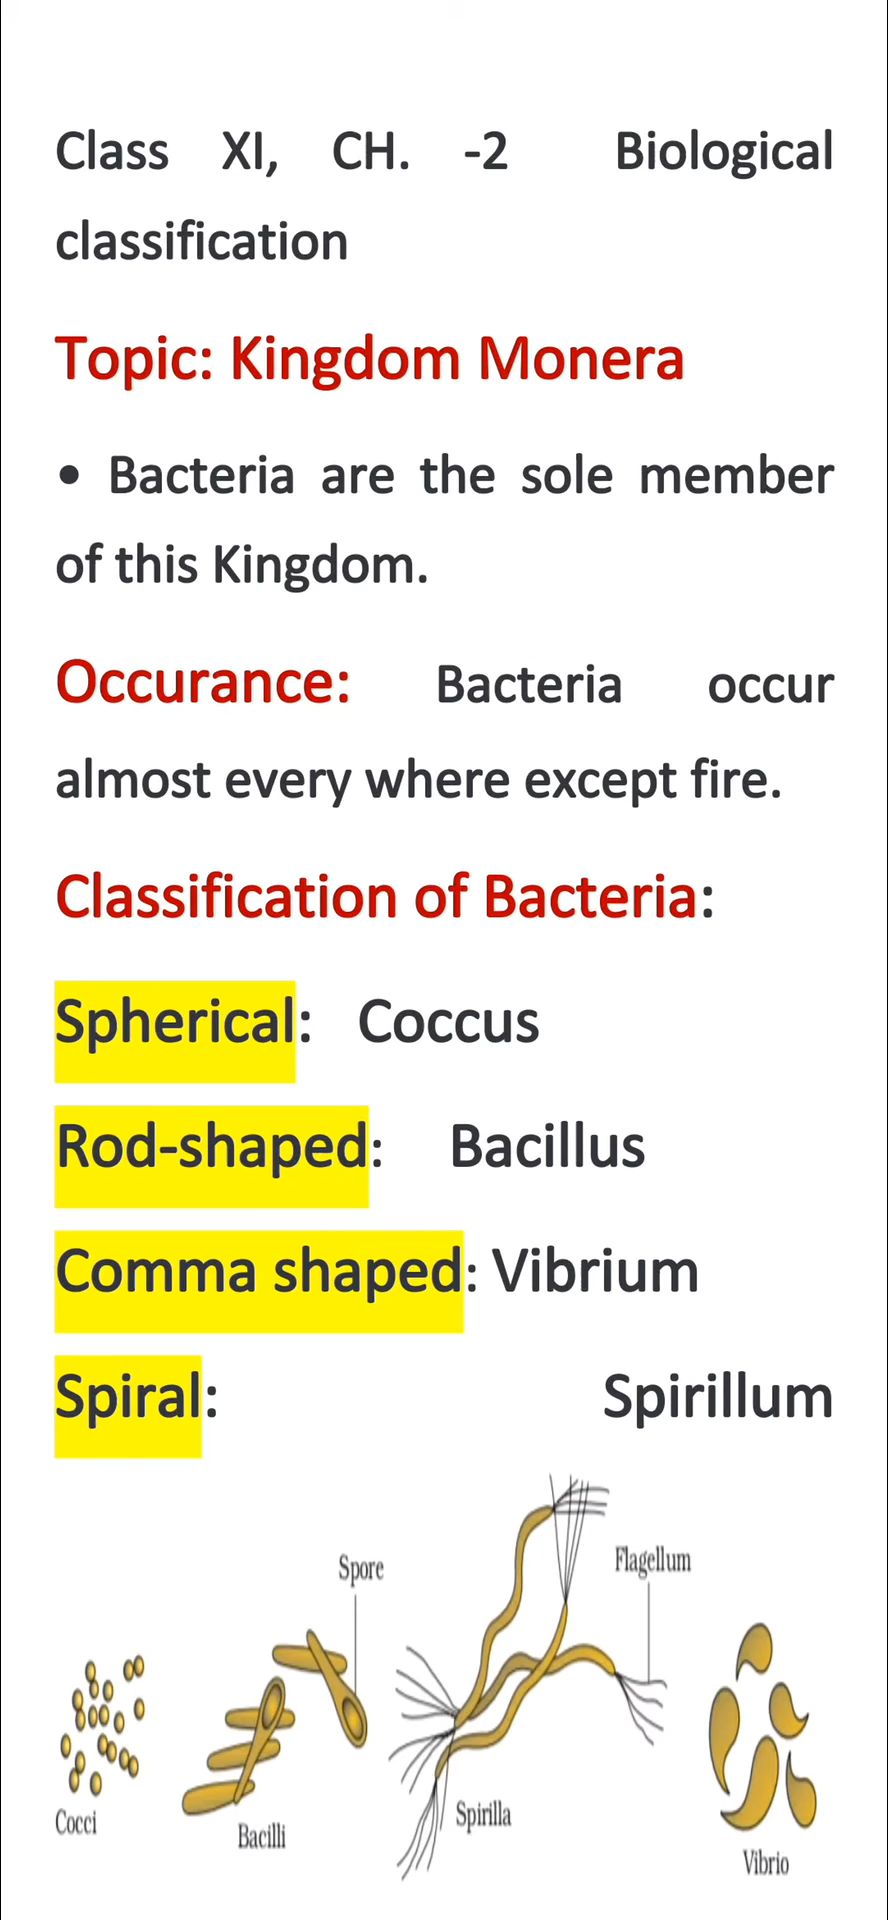 Class XI, CH. -2 Biological
classification
Topic: Kingdom Monera
• Bacteria are the sole member
of this Kingdom.
Occurance: Bacteria occur
almost every where except fire.
Classification of Bacteria:
Spherical: Coccus
Rod-shaped: Bacillus
Comma shaped: Vibrium
Spiral: Spirillum
Spore
Flagellum
Cocci
Bacilli
Spirilla
Vibrio